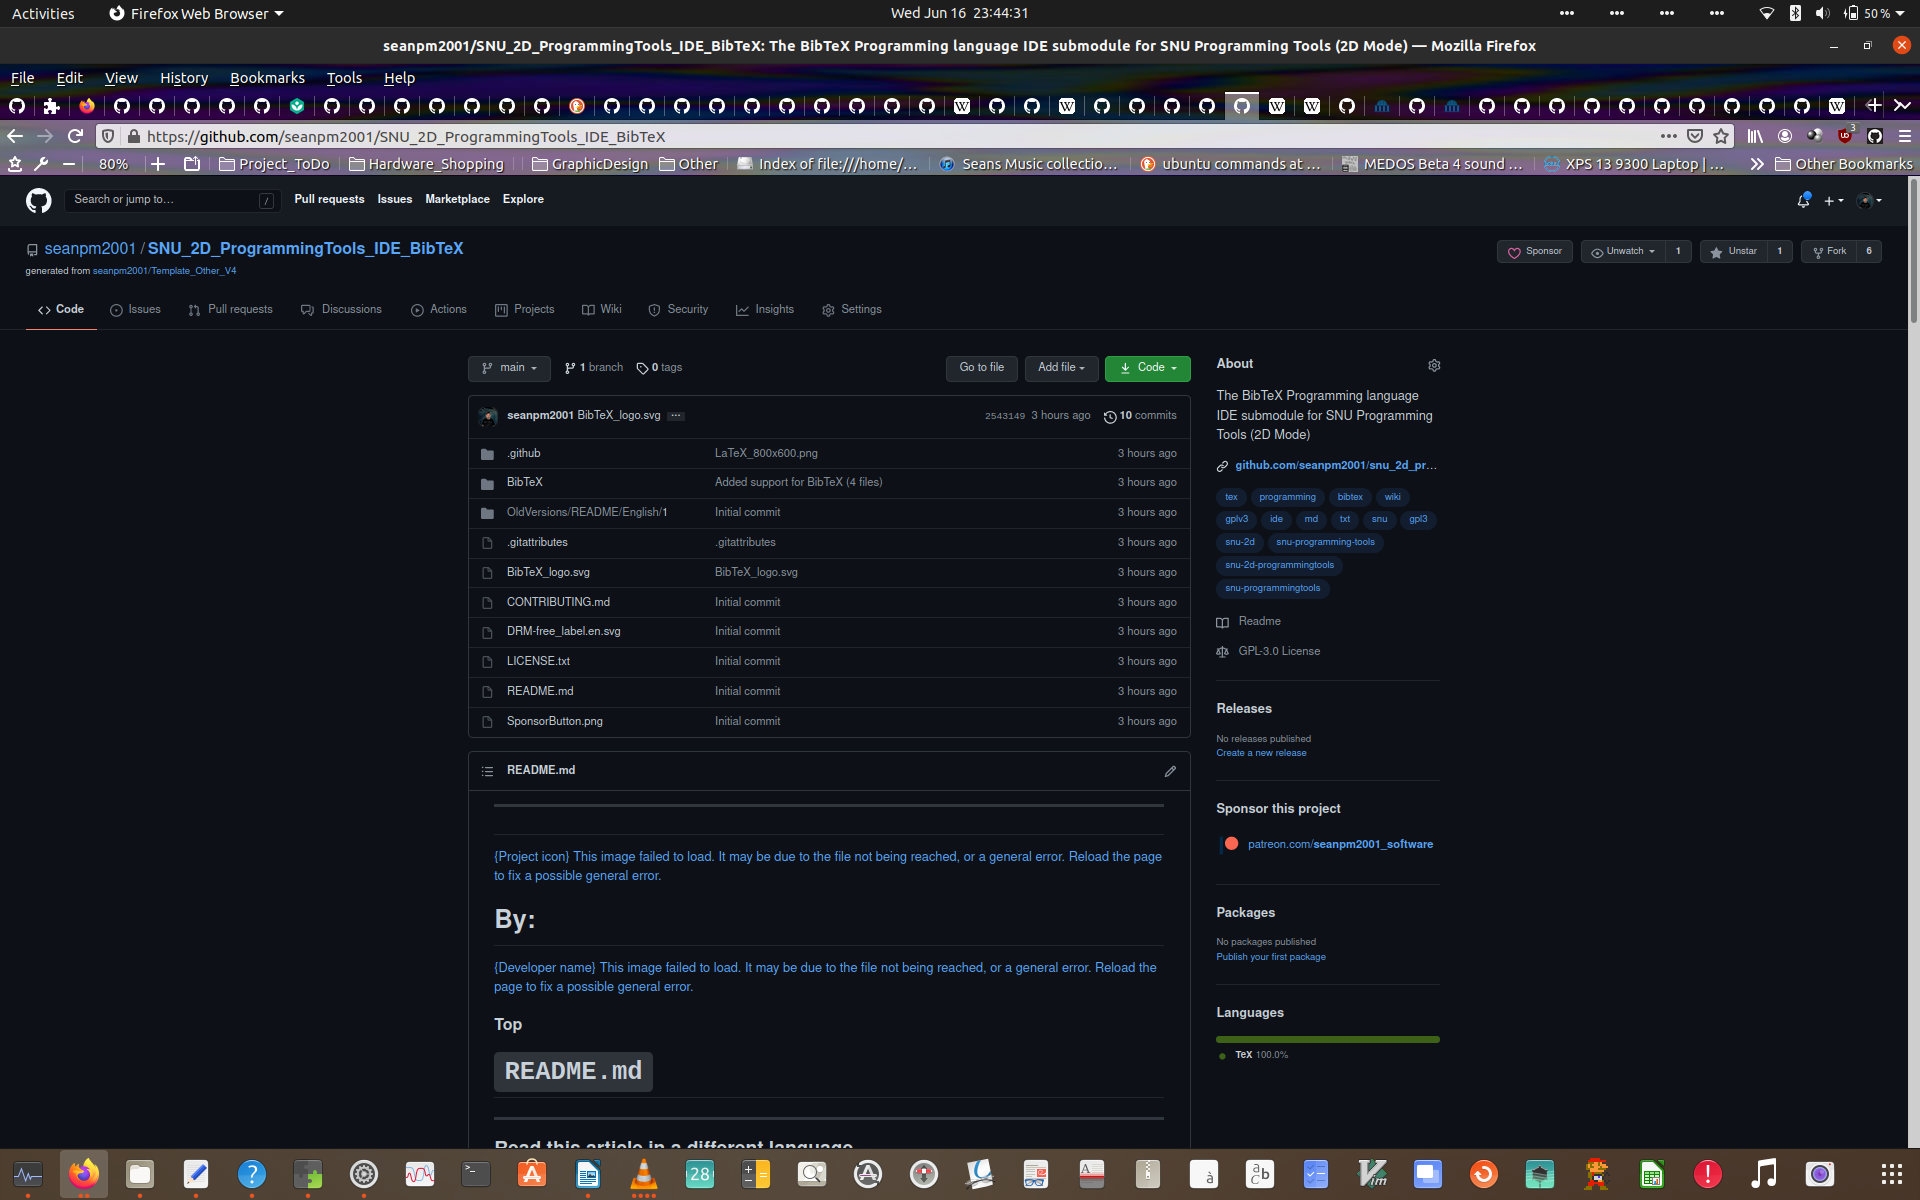 Activities Firefox Web Browser Wed Jun 16 23:44:31 50 %
seanpm2001/SNU_2D_ProgrammingTools_IDE_BibTeX: The BibTeX Programming language IDE submodule for SNU Programming Tools (2D Mode) — Mozilla Firefox
File Edit View History Bookmarks Tools Help
https://github.com/seanpm2001/SNU_2D_ProgrammingTools_IDE_BibTeX 3
80% Project_ToDo Hardware_Shopping GraphicDesign Other Index of file:///home/... Seans Music collectio... ubuntu commands at ... MEDOS Beta 4 sound ... XPS 13 9300 Laptop | ... Other Bookmarks
Search or jump to... / Pull requests Issues Marketplace Explore
seanpm2001 / SNU_2D_ProgrammingTools_IDE_BibTeX Sponsor Unwatch 1 Unstar 1 Fork 6
generated from seanpm2001/Template_Other_V4
Code Issues Pull requests Discussions Actions Projects Wiki Security Insights Settings
main 1 branch 0 tags Go to file Add file Code
seanpm2001 BibTeX_logo.svg ... 2543149 3 hours ago 10 commits
.github LaTeX_800x600.png 3 hours ago
BibTeX Added support for BibTeX (4 files) 3 hours ago
OldVersions/README/English/1 Initial commit 3 hours ago
.gitattributes .gitattributes 3 hours ago
BibTeX_logo.svg BibTeX_logo.svg 3 hours ago
CONTRIBUTING.md Initial commit 3 hours ago
DRM-free_label.en.svg Initial commit 3 hours ago
LICENSE.txt Initial commit 3 hours ago
README.md Initial commit 3 hours ago
SponsorButton.png Initial commit 3 hours ago
README.md
{Project icon} This image failed to load. It may be due to the file not being reached, or a general error. Reload the page
to fix a possible general error.
By:
{Developer name} This image failed to load. It may be due to the file not being reached, or a general error. Reload the
page to fix a possible general error.
Top
README.md
Read this article in a different language
About
The BibTeX Programming language
IDE submodule for SNU Programming
Tools (2D Mode)
github.com/seanpm2001/snu_2d_pr...
tex programming bibtex wiki
gplv3 ide md txt snu gpl3
snu-2d snu-programming-tools
snu-2d-programmingtools
snu-programmingtools
Readme
GPL-3.0 License
Releases
No releases published
Create a new release
Sponsor this project
patreon.com/seanpm2001_software
Packages
No packages published
Publish your first package
Languages
TeX 100.0%
28